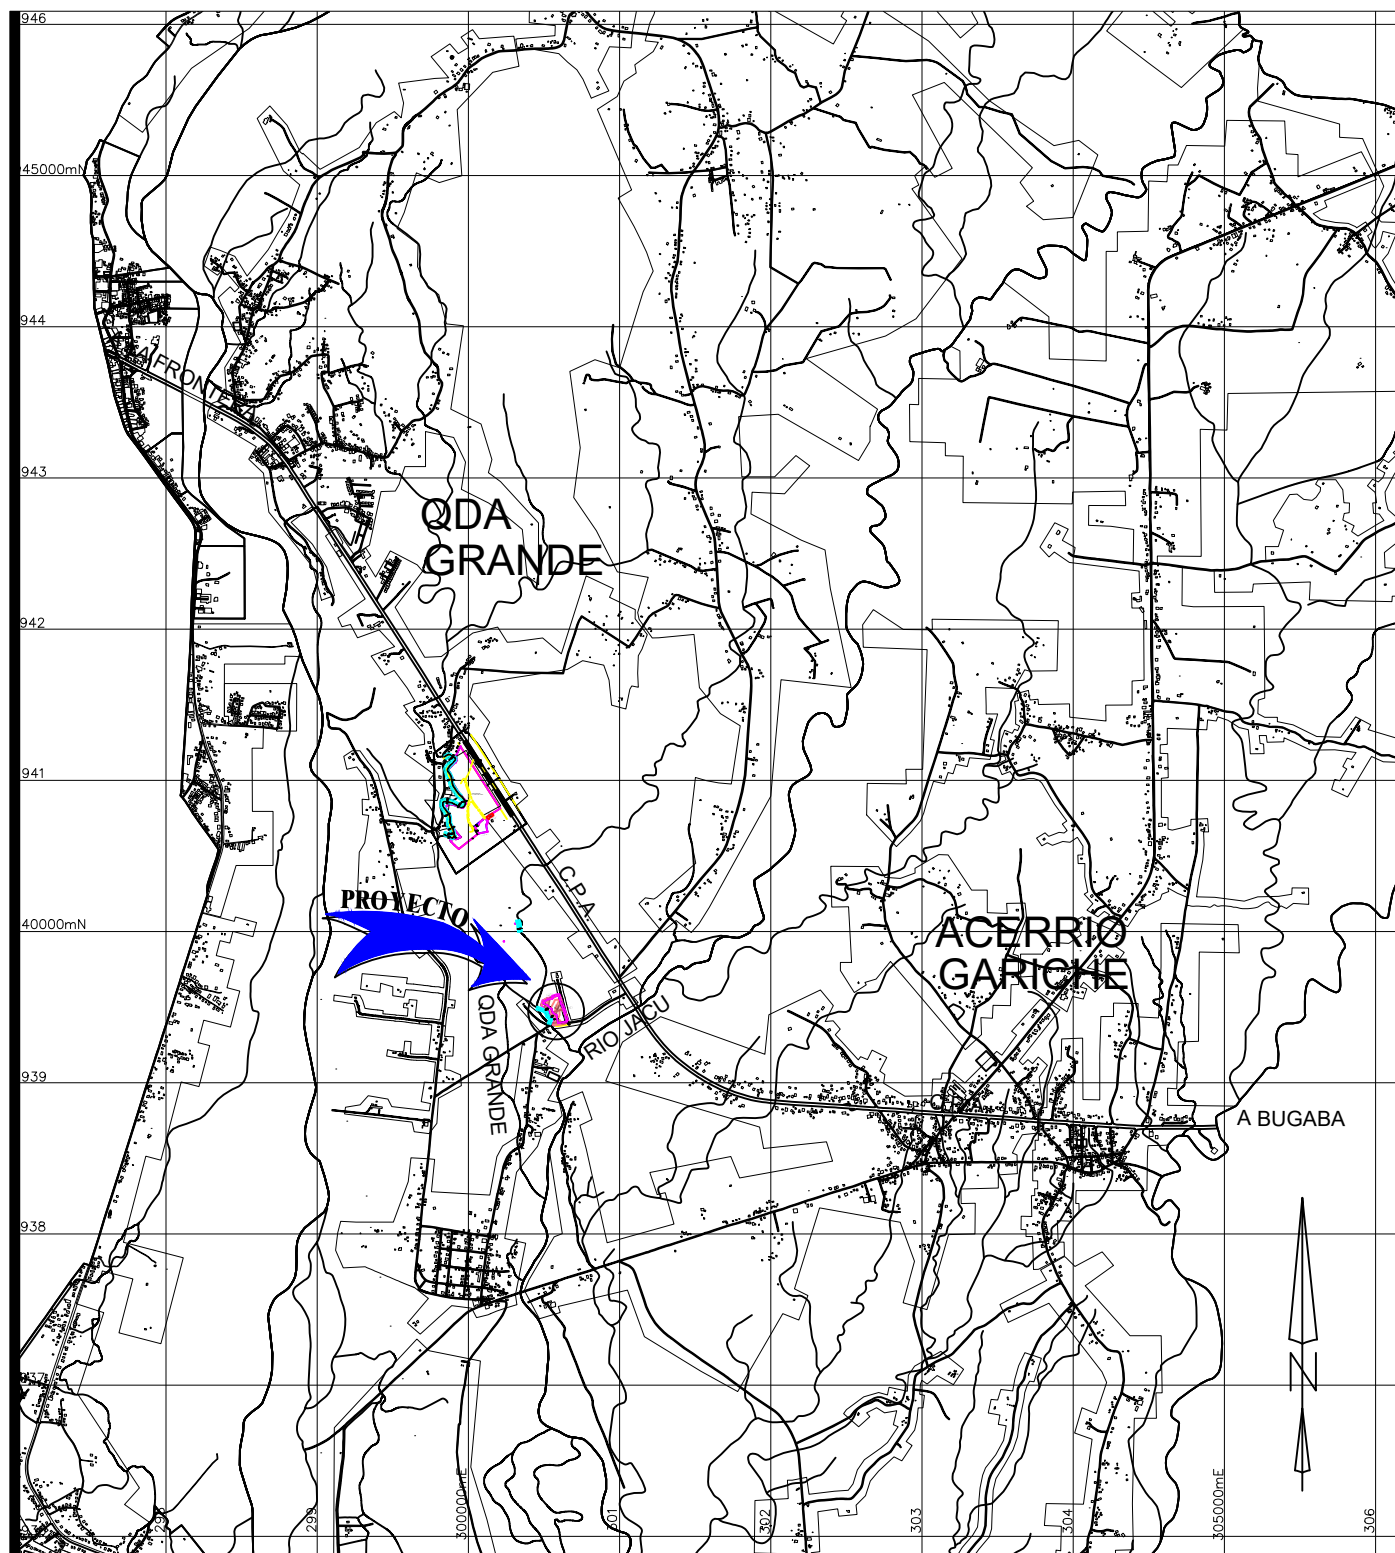 946
45000mN
944
A FRONTERA
943
QDA
GRANDE
942
941
C.P.A.
PROYECTO
40000mN
ACERRIO
GARICHE
QDA GRANDE
RIO JACU
939
A BUGABA
938
937
N
299
300000mE
301
302
303
304
305000mE
306